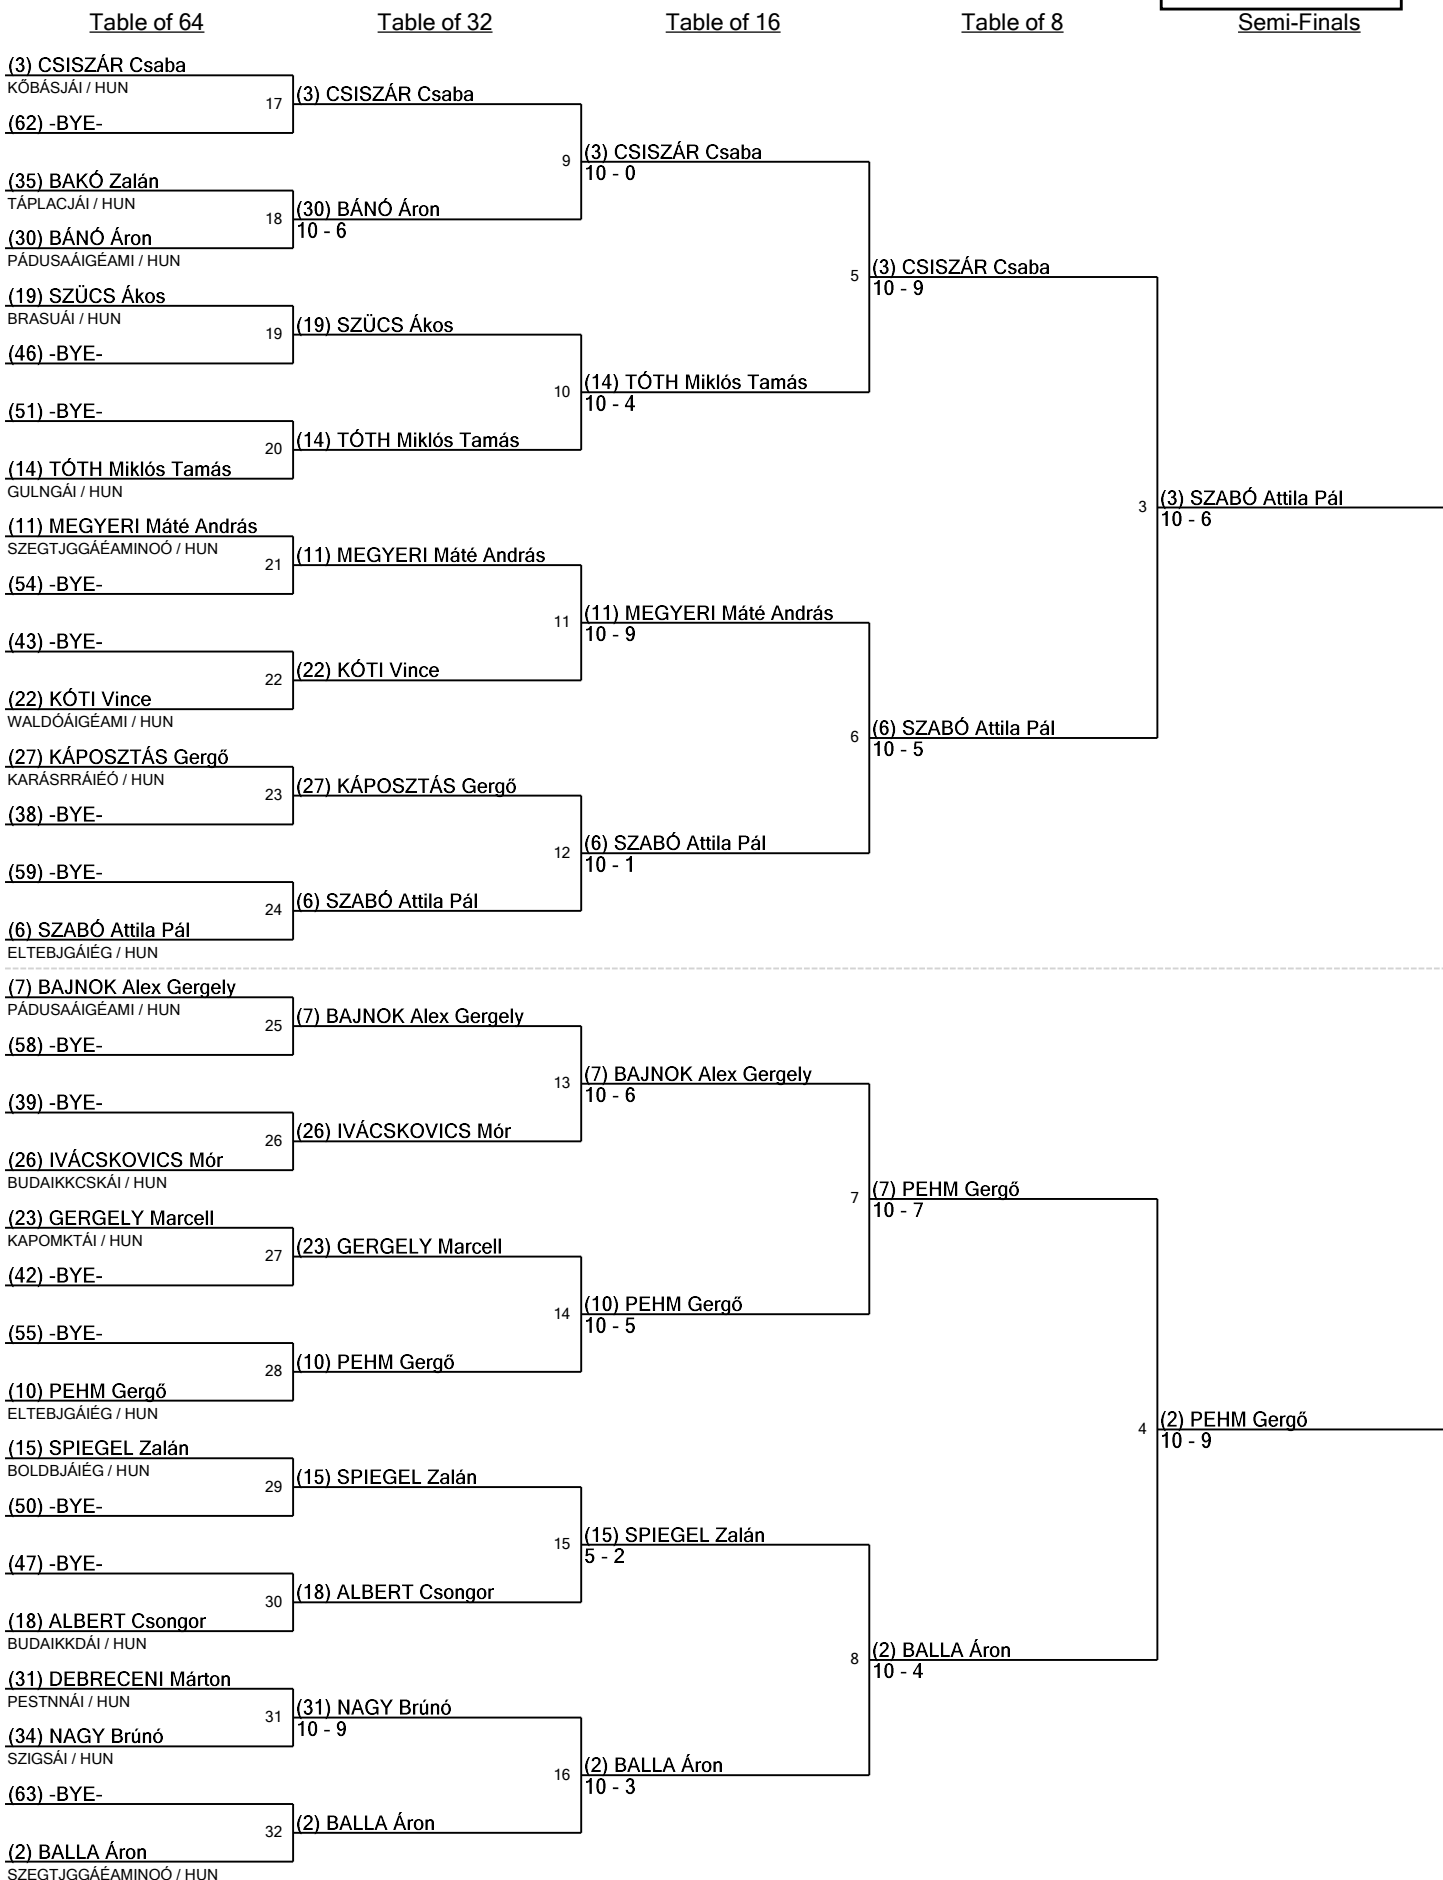 Table of 64
Table of 32
Table of 16
Table of 8
Semi-Finals
(3) CSISZÁR Csaba
KŐBÁSJÁI / HUN
17
(3) CSISZÁR Csaba
(62) -BYE-
9
(3) CSISZÁR Csaba
10 - 0
(35) BAKÓ Zalán
TÁPLACJÁI / HUN
18
(30) BÁNÓ Áron
10 - 6
(30) BÁNÓ Áron
PÁDUSAÁIGÉAMI / HUN
5
(3) CSISZÁR Csaba
10 - 9
(19) SZÜCS Ákos
BRASUÁI / HUN
19
(19) SZÜCS Ákos
(46) -BYE-
10
(14) TÓTH Miklós Tamás
10 - 4
(51) -BYE-
20
(14) TÓTH Miklós Tamás
(14) TÓTH Miklós Tamás
GULNGÁI / HUN
3
(3) SZABÓ Attila Pál
10 - 6
(11) MEGYERI Máté András
SZEGTJGGÁÉAMINOÓ / HUN
21
(11) MEGYERI Máté András
(54) -BYE-
11
(11) MEGYERI Máté András
10 - 9
(43) -BYE-
22
(22) KÓTI Vince
(22) KÓTI Vince
WALDÓÁIGÉAMI / HUN
6
(6) SZABÓ Attila Pál
10 - 5
(27) KÁPOSZTÁS Gergő
KARÁSRRÁIÉÓ / HUN
23
(27) KÁPOSZTÁS Gergő
(38) -BYE-
12
(6) SZABÓ Attila Pál
10 - 1
(59) -BYE-
24
(6) SZABÓ Attila Pál
(6) SZABÓ Attila Pál
ELTEBJGÁIÉG / HUN
(7) BAJNOK Alex Gergely
PÁDUSAÁIGÉAMI / HUN
25
(7) BAJNOK Alex Gergely
(58) -BYE-
13
(7) BAJNOK Alex Gergely
10 - 6
(39) -BYE-
26
(26) IVÁCSKOVICS Mór
(26) IVÁCSKOVICS Mór
BUDAIKKCSKÁI / HUN
7
(7) PEHM Gergő
10 - 7
(23) GERGELY Marcell
KAPOMKTÁI / HUN
27
(23) GERGELY Marcell
(42) -BYE-
14
(10) PEHM Gergő
10 - 5
(55) -BYE-
28
(10) PEHM Gergő
(10) PEHM Gergő
ELTEBJGÁIÉG / HUN
4
(2) PEHM Gergő
10 - 9
(15) SPIEGEL Zalán
BOLDBJÁIÉG / HUN
29
(15) SPIEGEL Zalán
(50) -BYE-
15
(15) SPIEGEL Zalán
5 - 2
(47) -BYE-
30
(18) ALBERT Csongor
(18) ALBERT Csongor
BUDAIKKDÁI / HUN
8
(2) BALLA Áron
10 - 4
(31) DEBRECENI Márton
PESTNNÁI / HUN
31
(31) NAGY Brúnó
10 - 9
(34) NAGY Brúnó
SZIGSÁI / HUN
16
(2) BALLA Áron
10 - 3
(63) -BYE-
32
(2) BALLA Áron
(2) BALLA Áron
SZEGTJGGÁÉAMINOÓ / HUN